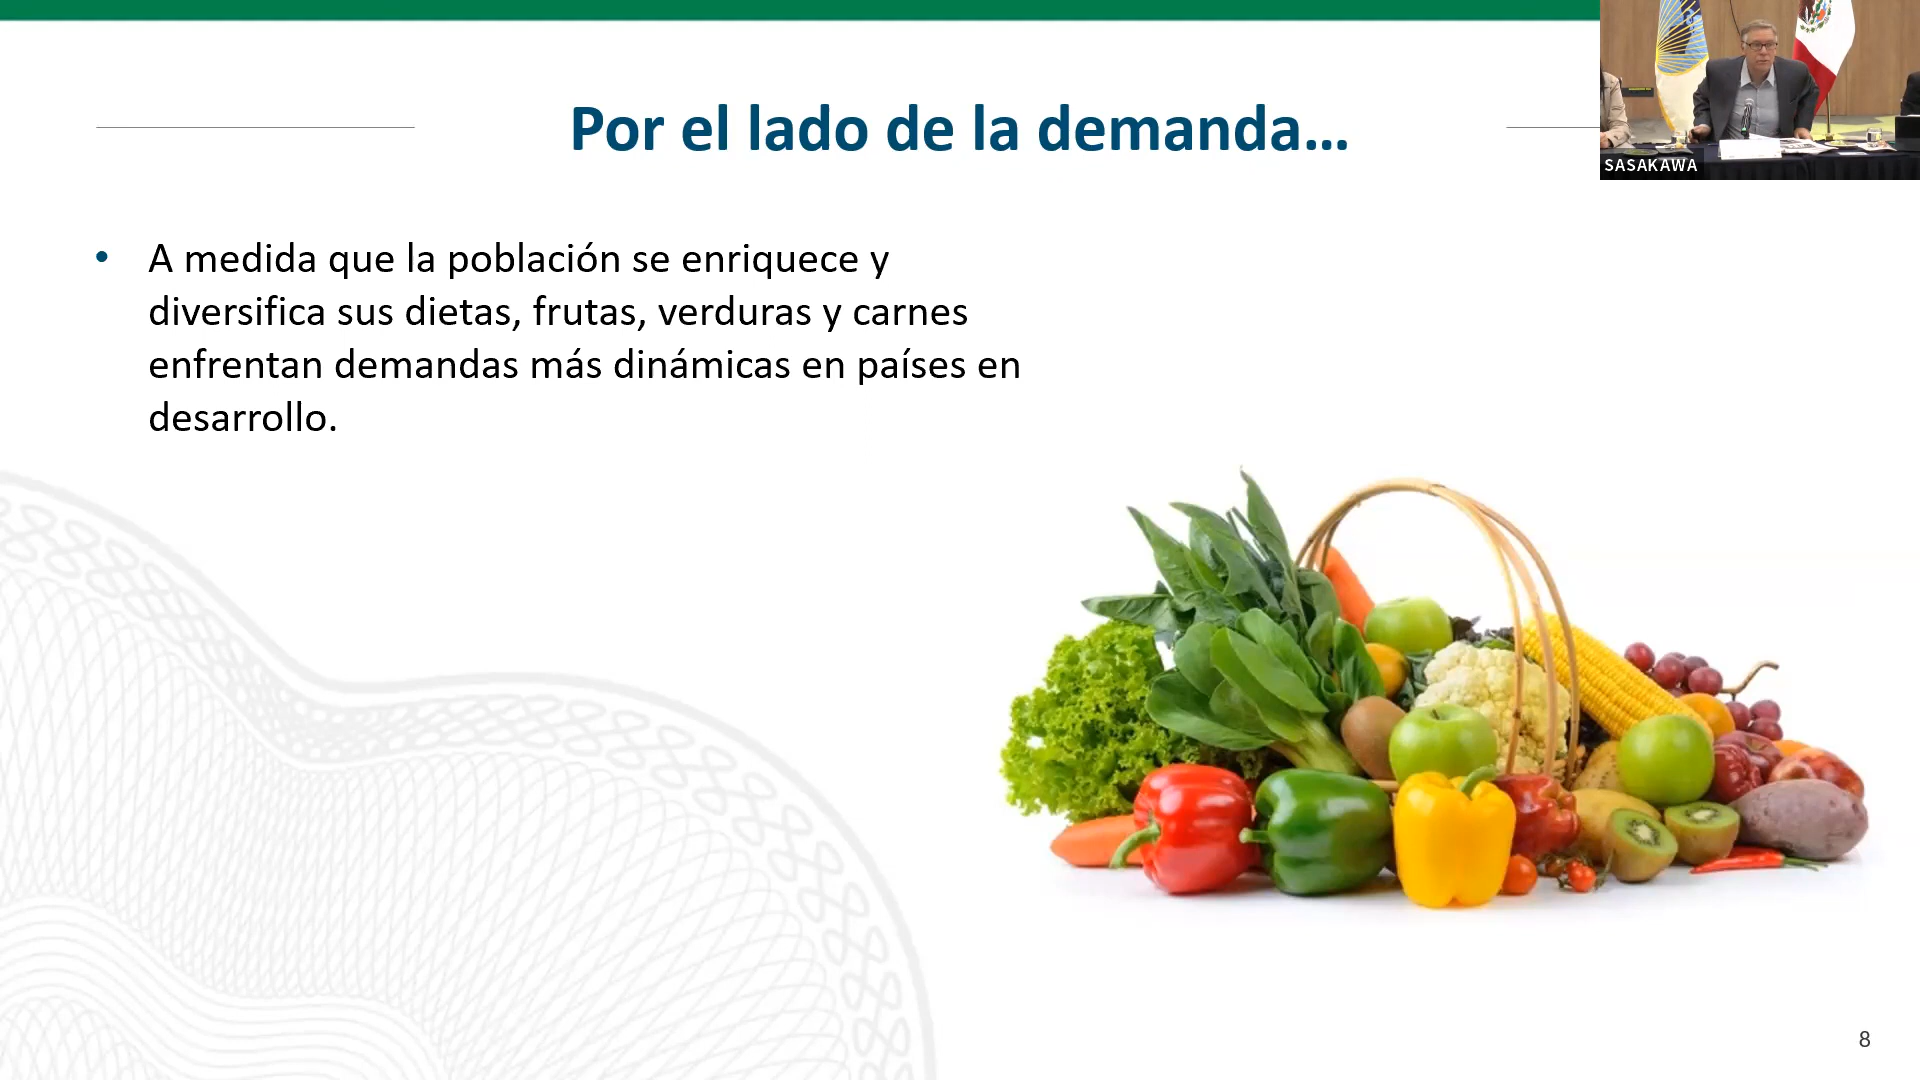 Por el lado de la demanda...
SASAKAWA
• A medida que la población se enriquece y
diversifica sus dietas, frutas, verduras y carnes
enfrentan demandas más dinámicas en países en
desarrollo.
8